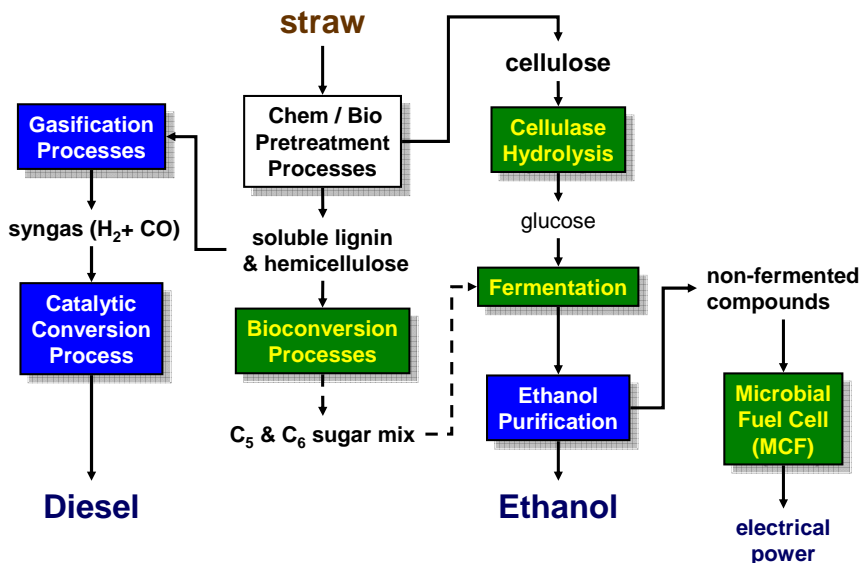 straw
Chem / Bio
Pretreatment
Processes
cellulose
Cellulase
Hydrolysis
glucose
Fermentation
Ethanol
Purification
Ethanol
Gasification
Processes
syngas (H₂+ CO)
Catalytic
Conversion
Process
Diesel
soluble lignin
& hemicellulose
Bioconversion
Processes
C₅ & C₆ sugar mix
non-fermented
compounds
Microbial
Fuel Cell
(MCF)
electrical
power